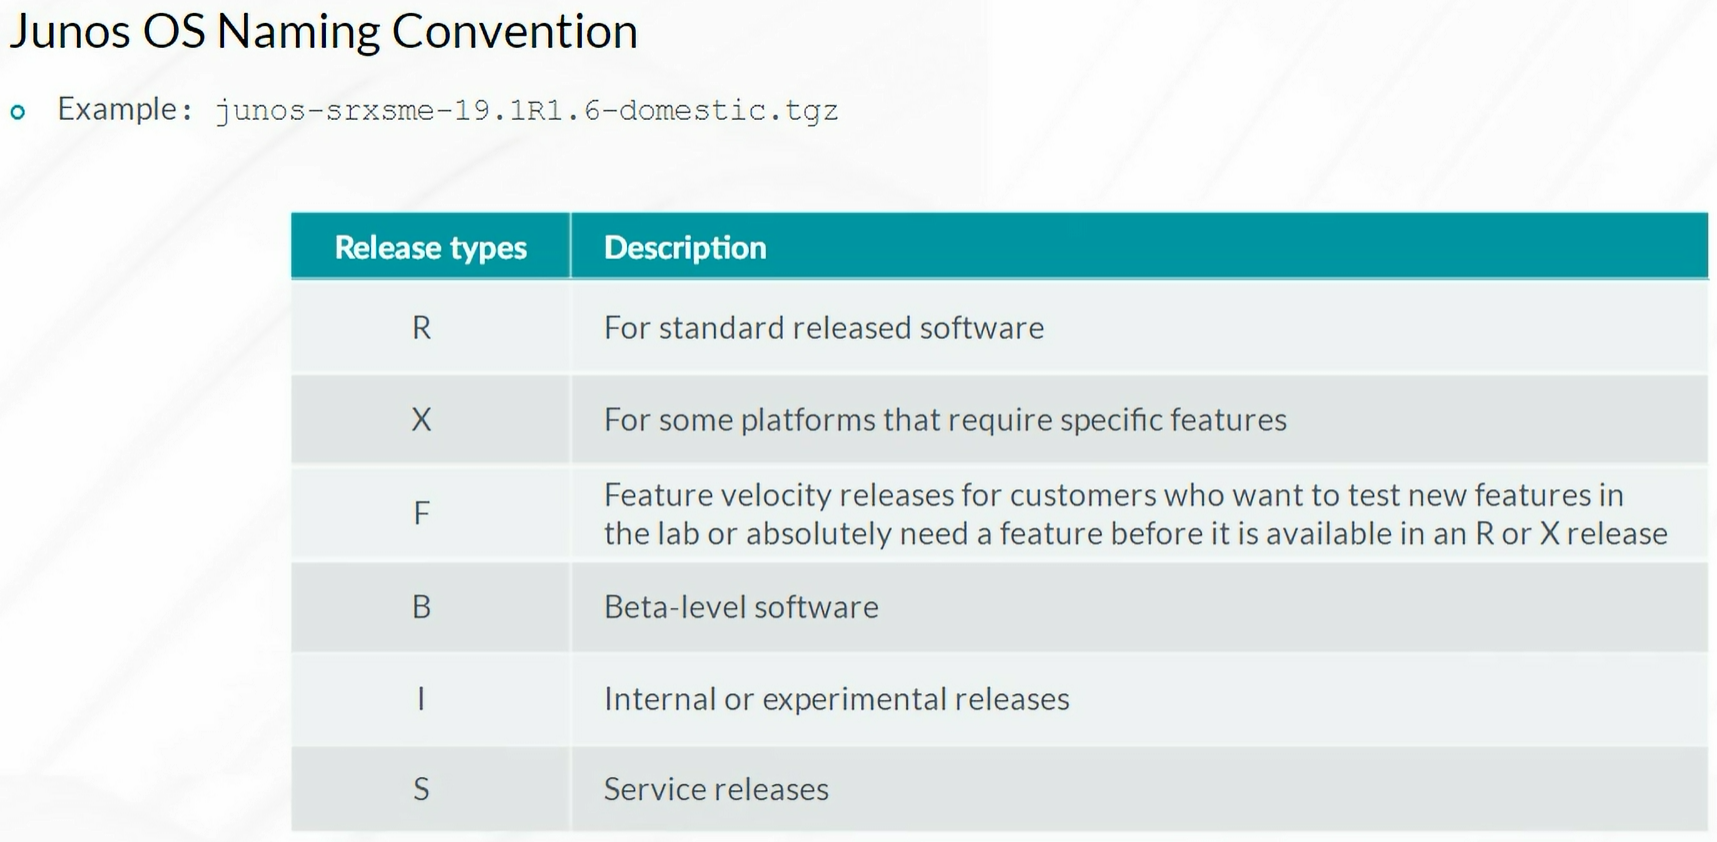 Junos OS Naming Convention
Example: junos-srxsme-19.1R1.6-domestic.tgz
Release types Description
R For standard released software
X For some platforms that require specific features
F Feature velocity releases for customers who want to test new features in
the lab or absolutely need a feature before it is available in an R or X release
B Beta-level software
I Internal or experimental releases
S Service releases